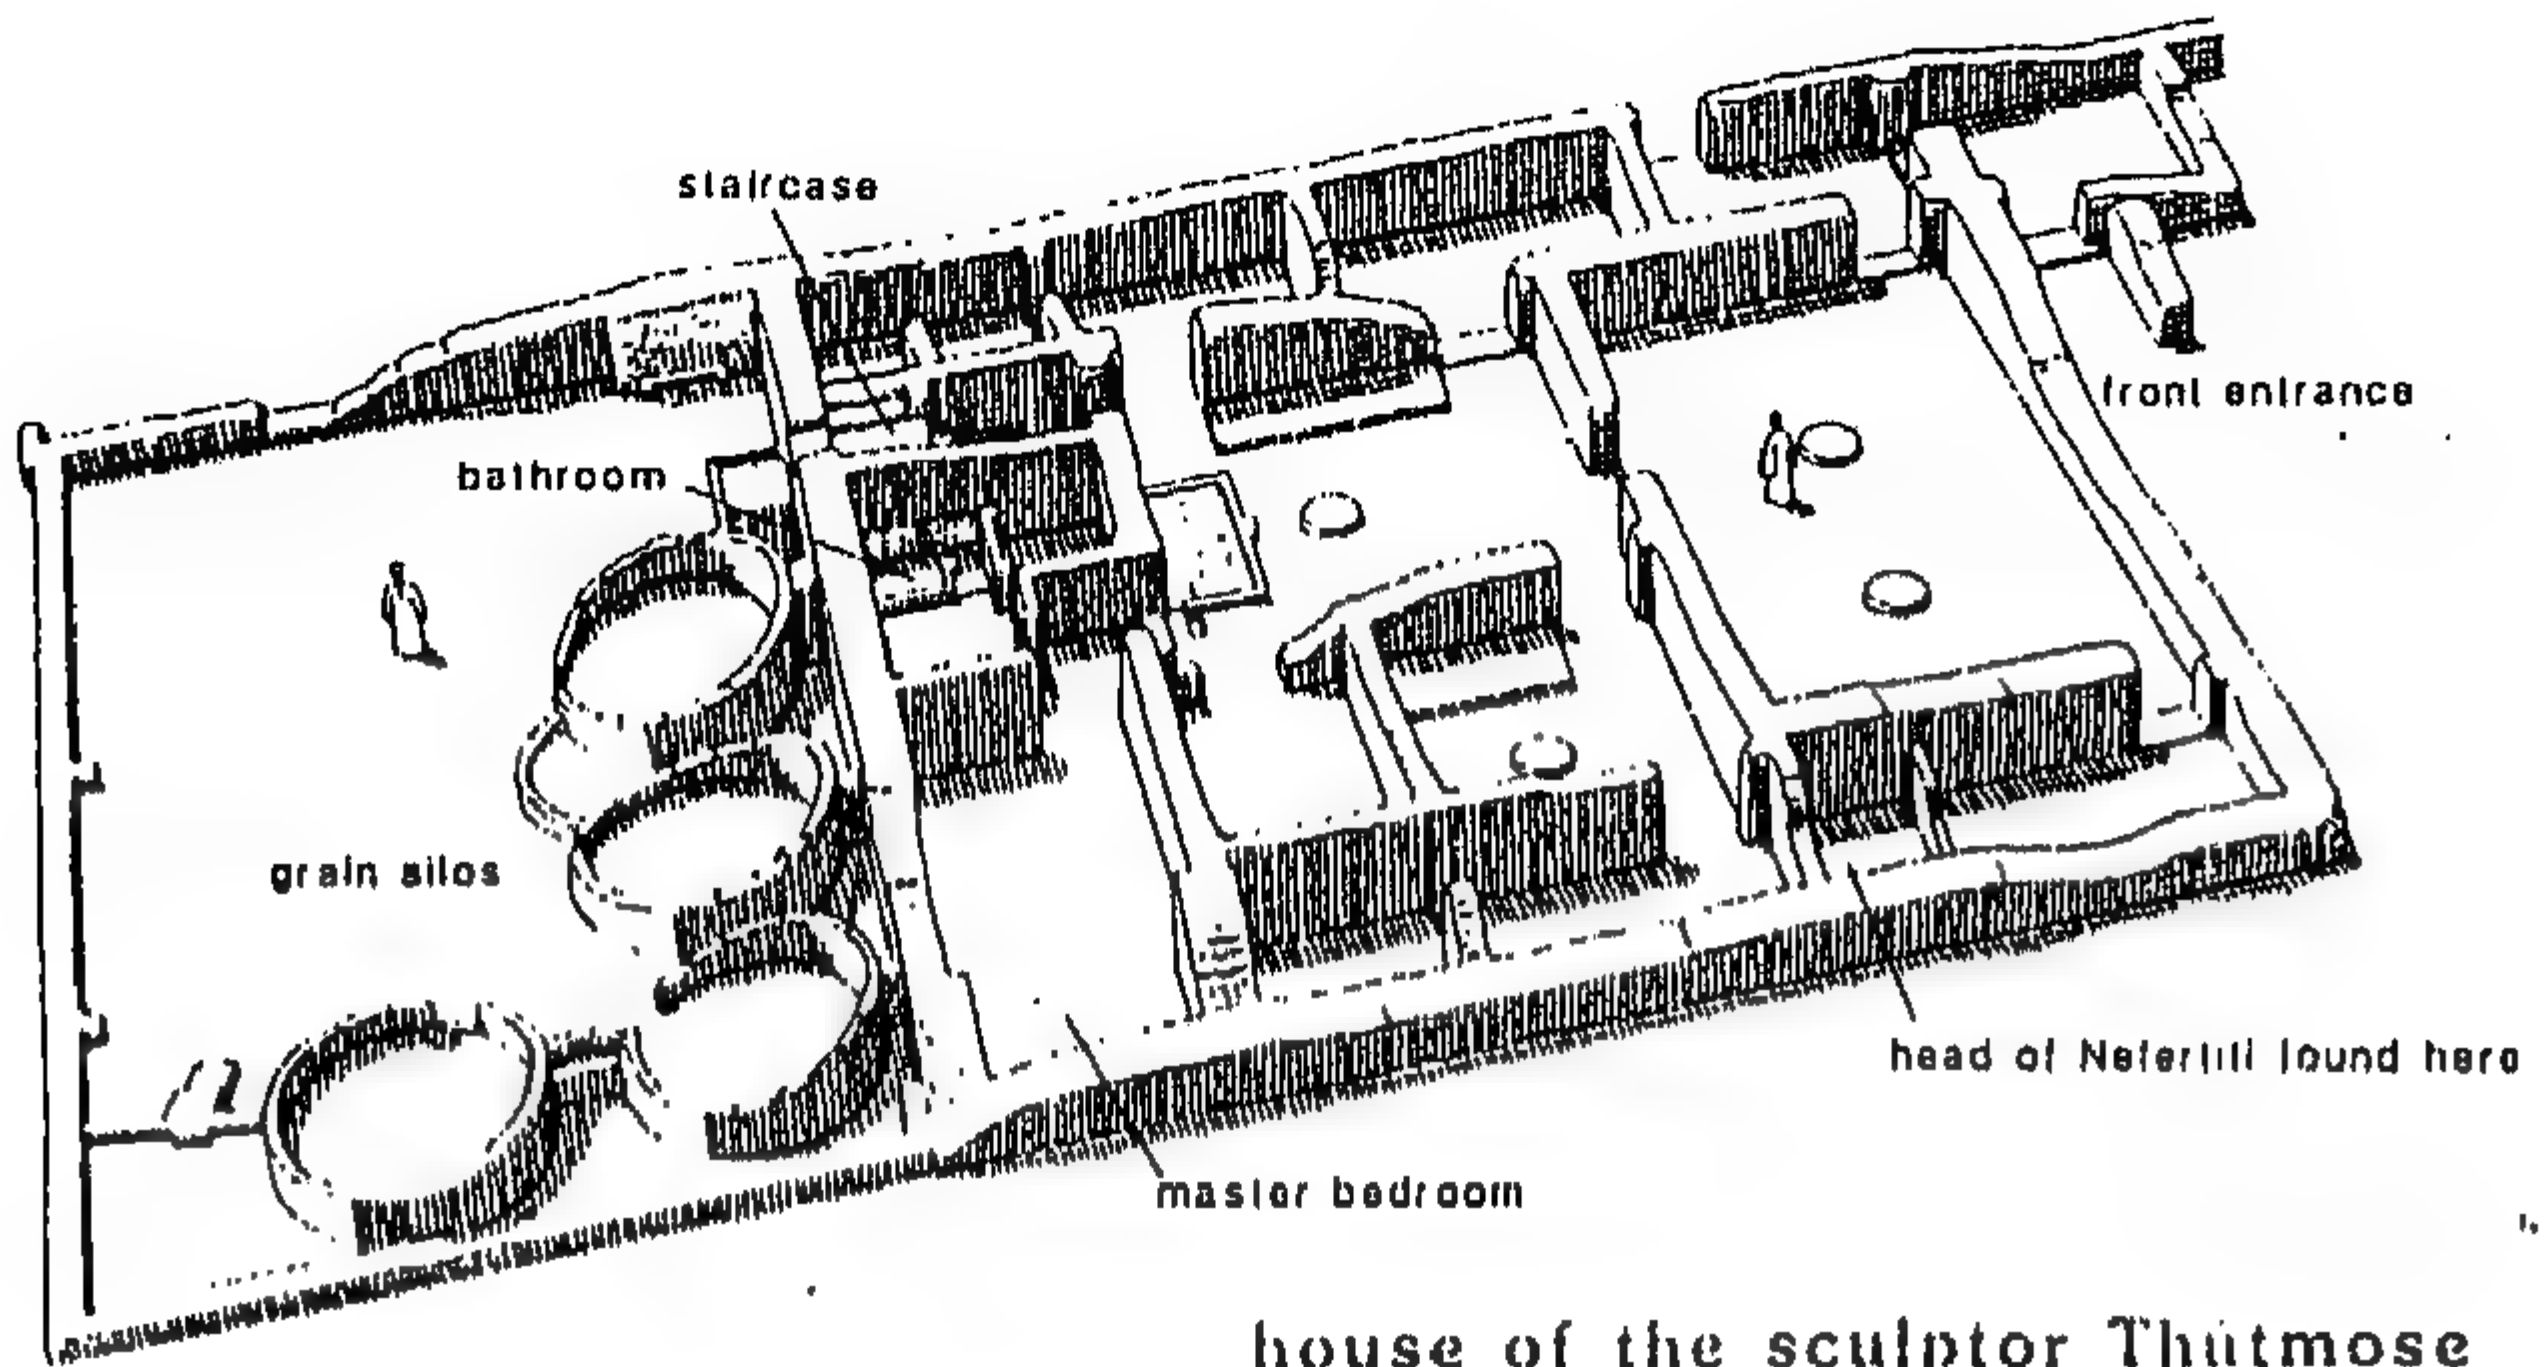 staircase
front entrance
bathroom
grain silos
head of Nefertiti found here
master bedroom
house of the sculptor Thutmose